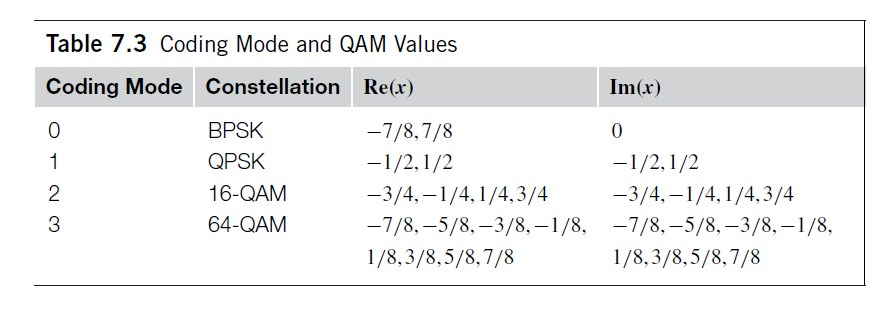 Table 7.3 Coding Mode and QAM Values
Coding Mode Constellation Re(x) Im(x)
0 BPSK −7/8,7/8 0
1 QPSK −1/2,1/2 −1/2,1/2
2 16-QAM −3/4,−1/4,1/4,3/4 −3/4,−1/4,1/4,3/4
3 64-QAM −7/8,−5/8,−3/8,−1/8, −7/8,−5/8,−3/8,−1/8,
1/8,3/8,5/8,7/8 1/8,3/8,5/8,7/8